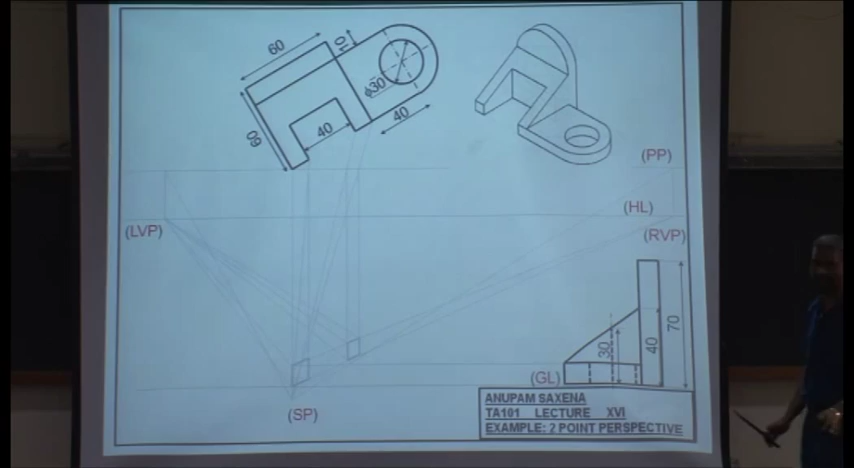 60
10
ϕ30
60
40
40
(PP)
(HL)
(LVP)
(RVP)
70
30
40
(GL)
(SP)
ANUPAM SAXENA
TA101 LECTURE XVI
EXAMPLE: 2 POINT PERSPECTIVE